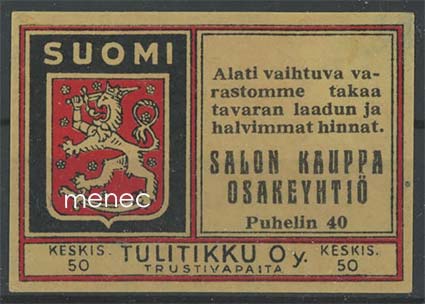 SUOMI
menec
Alati vaihtuva va-
rastomme takaa
tavaran laadun ja
halvimmat hinnat.
SALON KAUPPA
OSAKEYHTIÖ
Puhelin 40
KESKIS. 50
TULITIKKU Oy.
TRUSTIVAPAITA
KESKIS. 50